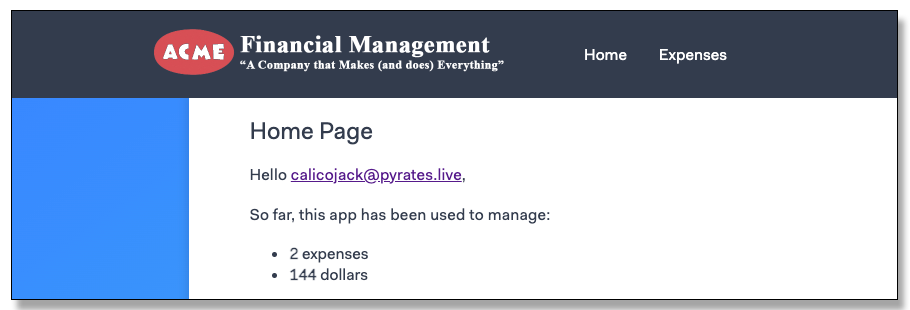 ACME Financial Management
“A Company that Makes (and does) Everything”
Home Expenses
Home Page
Hello calicojack@pyrates.live,
So far, this app has been used to manage:
• 2 expenses
• 144 dollars